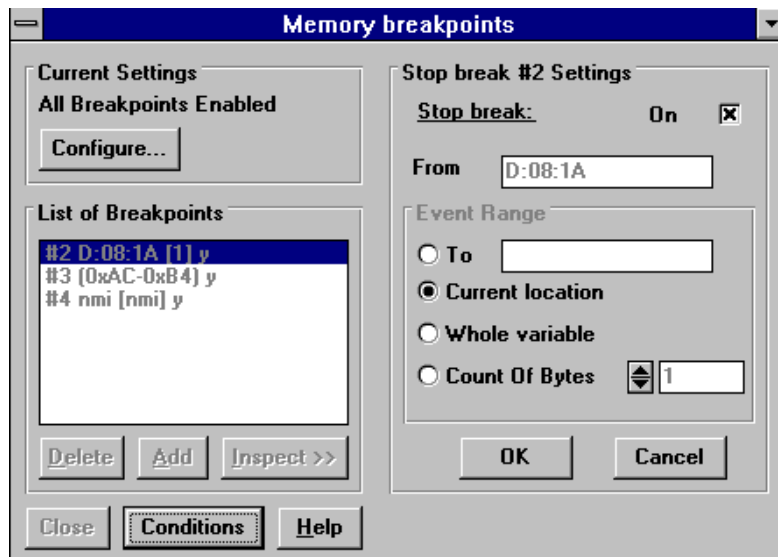 Memory breakpoints
Current Settings
All Breakpoints Enabled
Configure...
List of Breakpoints
#2 D:08:1A [1] y
#3 (0xAC-0xB4) y
#4 nmi [nmi] y
Delete Add Inspect >>
Close Conditions Help
Stop break #2 Settings
Stop break: On
From D:08:1A
Event Range
To
Current location
Whole variable
Count Of Bytes 1
OK Cancel